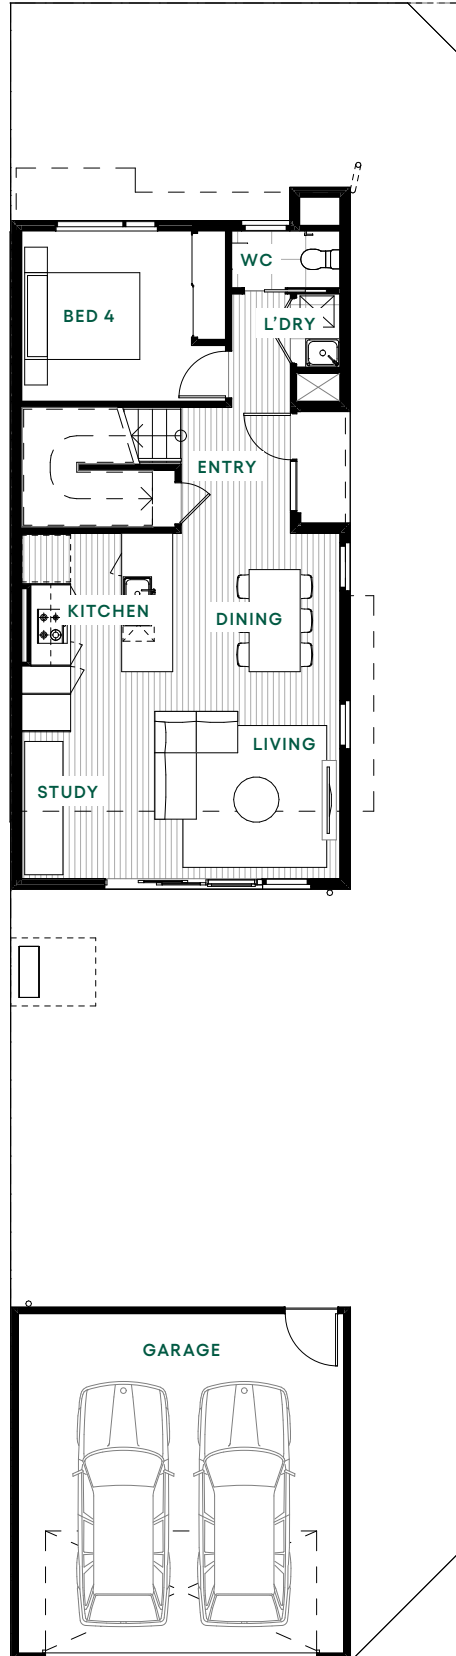 WC
BED 4
L'DRY
ENTRY
KITCHEN
DINING
LIVING
STUDY
GARAGE